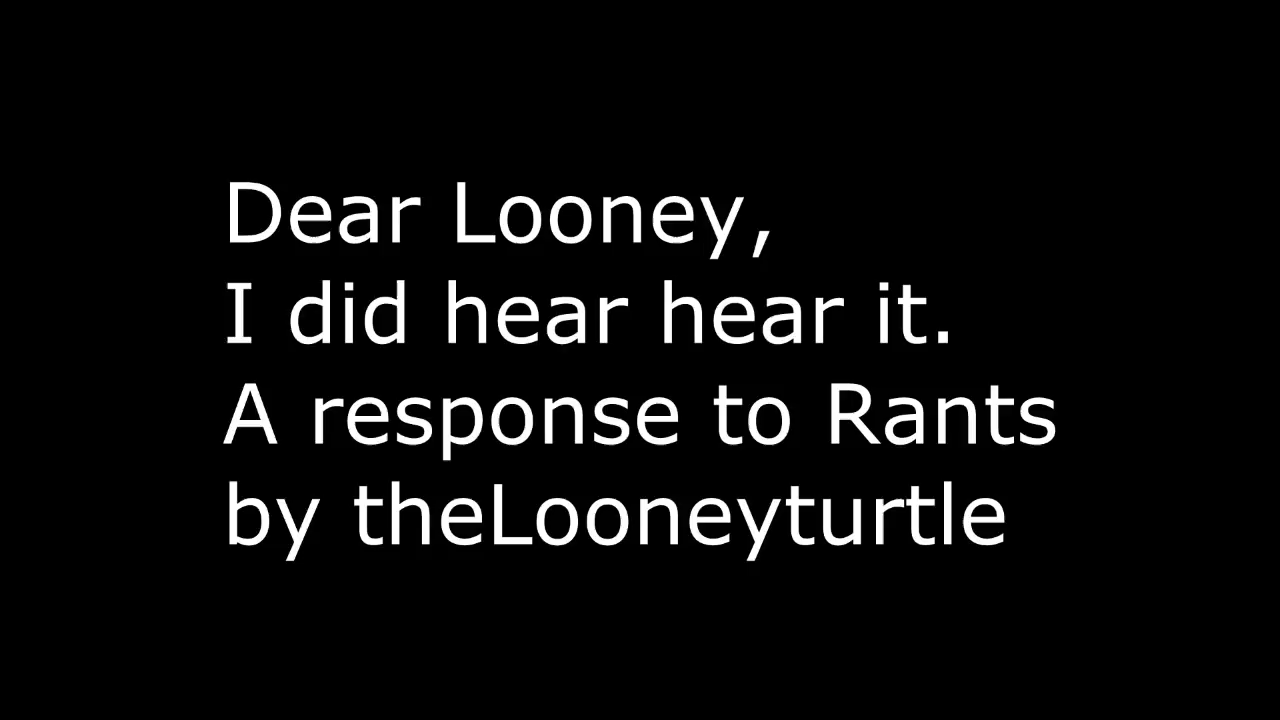 Dear Looney,
I did hear hear it.
A response to Rants
by theLooneyturtle